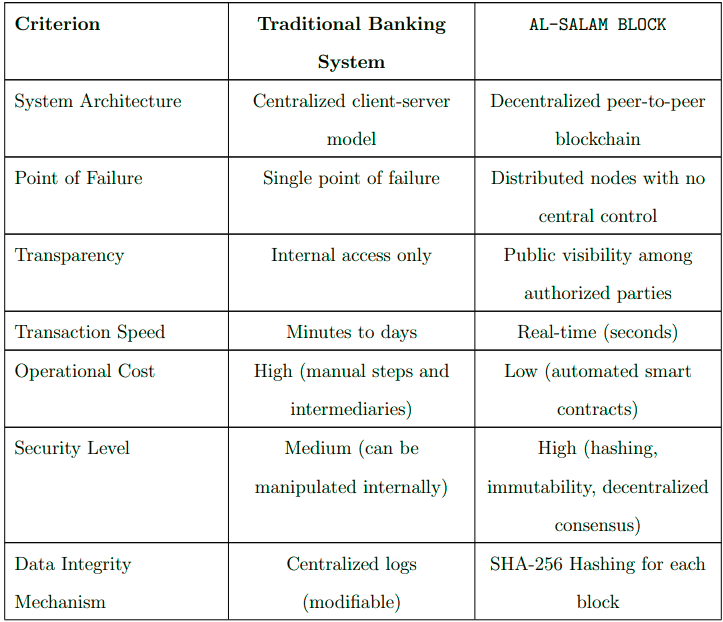 Criterion
Traditional Banking
System
AL-SALAM BLOCK
System Architecture
Centralized client-server
model
Decentralized peer-to-peer
blockchain
Point of Failure
Single point of failure
Distributed nodes with no
central control
Transparency
Internal access only
Public visibility among
authorized parties
Transaction Speed
Minutes to days
Real-time (seconds)
Operational Cost
High (manual steps and
intermediaries)
Low (automated smart
contracts)
Security Level
Medium (can be
manipulated internally)
High (hashing,
immutability, decentralized
consensus)
Data Integrity
Mechanism
Centralized logs
(modifiable)
SHA-256 Hashing for each
block